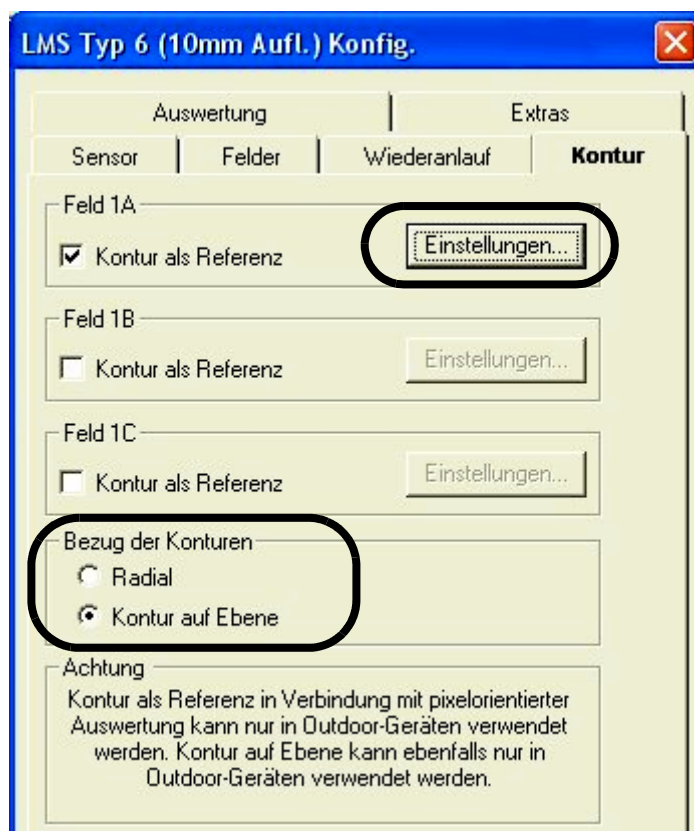 LMS Typ 6 (10mm Aufl.) Konfig.
Auswertung
Extras
Sensor
Felder
Wiederanlauf
Kontur
Feld 1A
Kontur als Referenz
Einstellungen...
Feld 1B
Kontur als Referenz
Einstellungen...
Feld 1C
Kontur als Referenz
Einstellungen...
Bezug der Konturen
Radial
Kontur auf Ebene
Achtung
Kontur als Referenz in Verbindung mit pixelorientierter
Auswertung kann nur in Outdoor-Geräten verwendet
werden. Kontur auf Ebene kann ebenfalls nur in
Outdoor-Geräten verwendet werden.